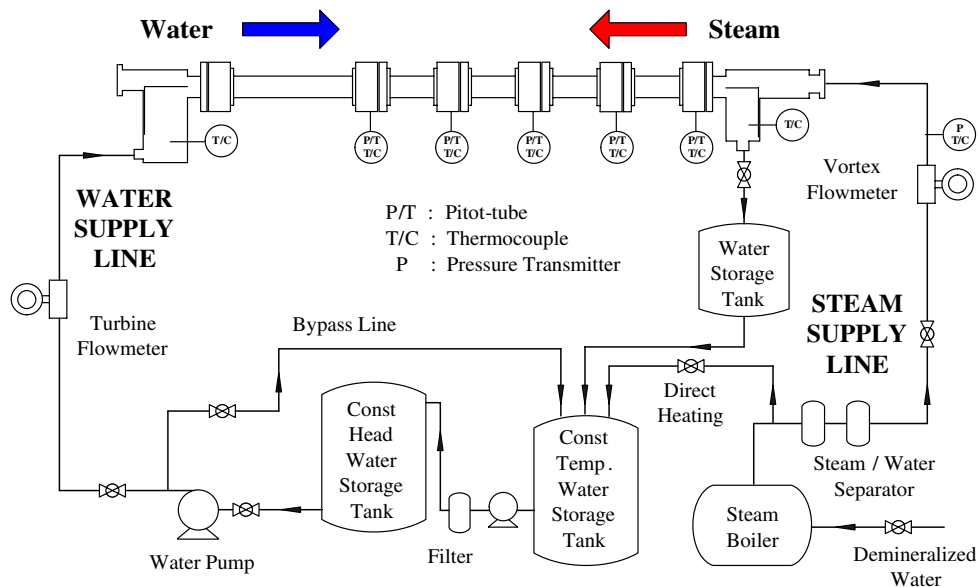 Water
Steam
T/C
P/T
T/C
P/T
T/C
P/T
T/C
P/T
T/C
P/T
T/C
T/C
P
T/C
WATER
SUPPLY
LINE
P/T : Pitot-tube
T/C : Thermocouple
P : Pressure Transmitter
Vortex
Flowmeter
Water
Storage
Tank
STEAM
SUPPLY
LINE
Turbine
Flowmeter
Bypass Line
Direct
Heating
Const
Head
Water
Storage
Tank
Const
Temp.
Water
Storage
Tank
Steam / Water
Separator
Steam
Boiler
Water Pump
Filter
Demineralized
Water